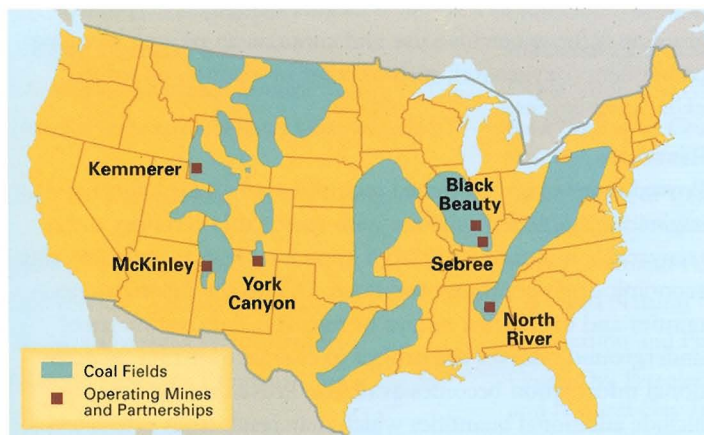 Kemmerer
Black
Beauty
McKinley
York
Canyon
Sebree
North
River
Coal Fields
Operating Mines
and Partnerships